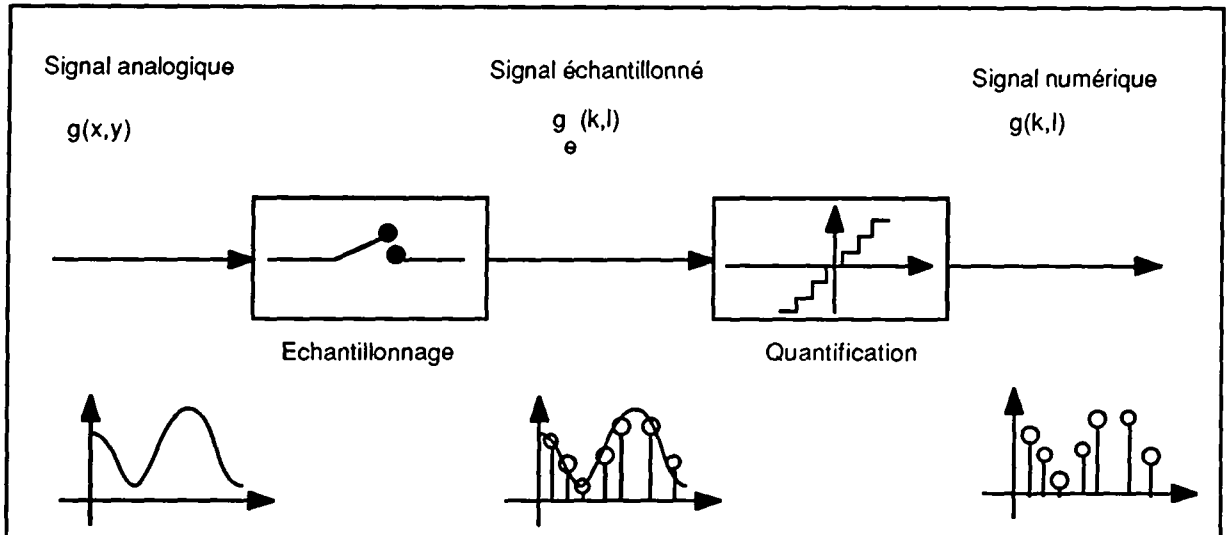 Signal analogique
Signal échantillonné
Signal numérique
g(x,y)
g (k,l)
e
g(k,l)
Echantillonnage
Quantification